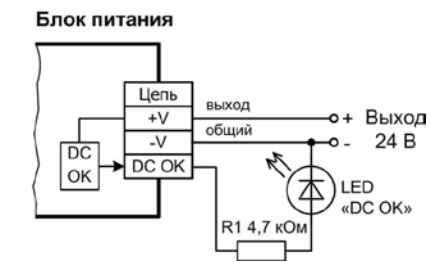 Блок питания
Цепь
+V
выход
+ Выход
-V
общий
- 24 В
DC
OK
DC OK
LED
«DC OK»
R1 4,7 кОм